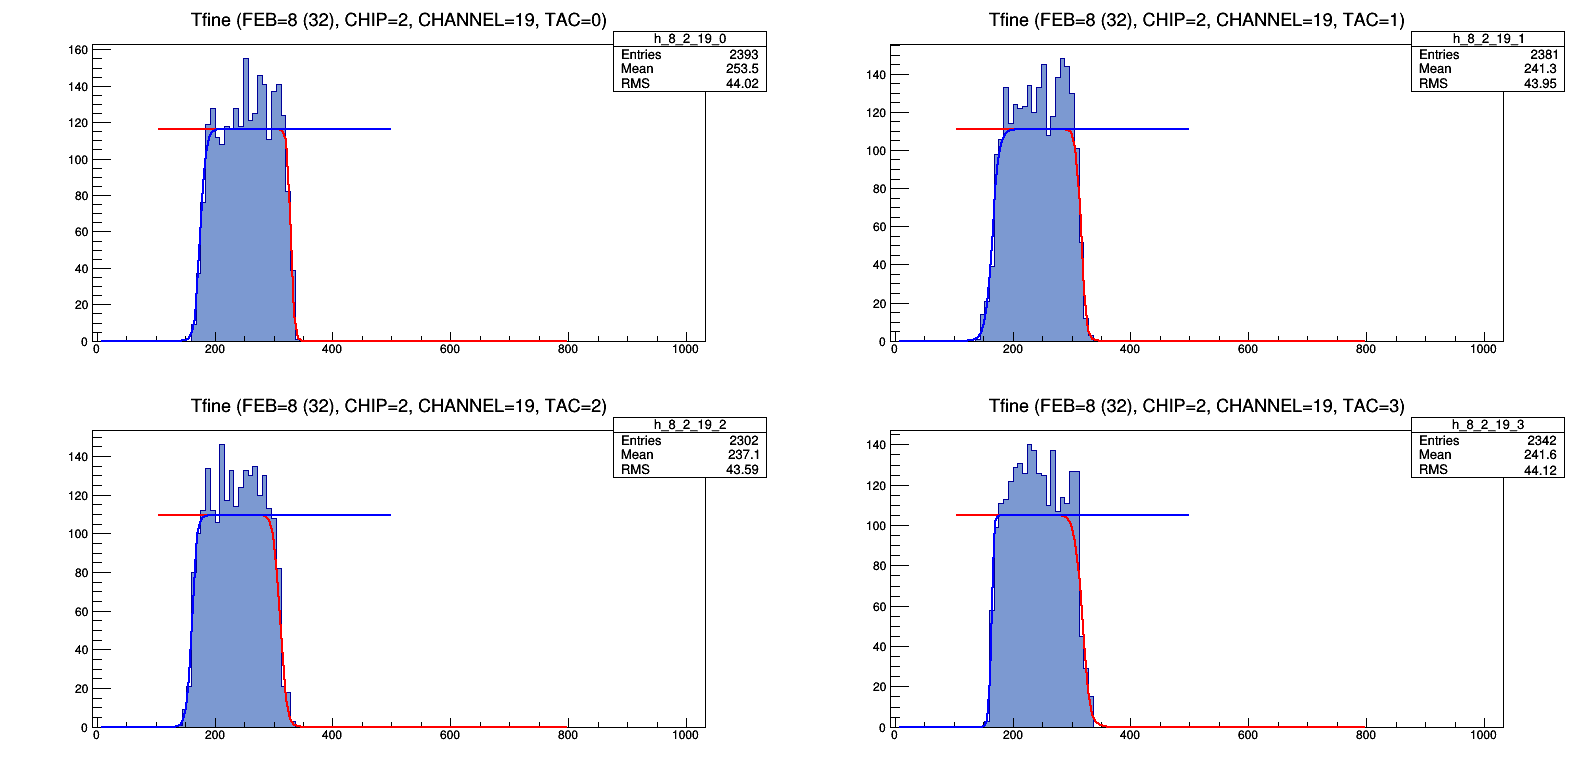 Tfine (FEB=8 (32), CHIP=2, CHANNEL=19, TAC=0)
h_8_2_19_0
Entries 2393
Mean 253.5
RMS 44.02
160
140
120
100
80
60
40
20
0
0 200 400 600 800 1000
Tfine (FEB=8 (32), CHIP=2, CHANNEL=19, TAC=1)
h_8_2_19_1
Entries 2381
Mean 241.3
RMS 43.95
140
120
100
80
60
40
20
0
0 200 400 600 800 1000
Tfine (FEB=8 (32), CHIP=2, CHANNEL=19, TAC=2)
h_8_2_19_2
Entries 2302
Mean 237.1
RMS 43.59
140
120
100
80
60
40
20
0
0 200 400 600 800 1000
Tfine (FEB=8 (32), CHIP=2, CHANNEL=19, TAC=3)
h_8_2_19_3
Entries 2342
Mean 241.6
RMS 44.12
140
120
100
80
60
40
20
0
0 200 400 600 800 1000